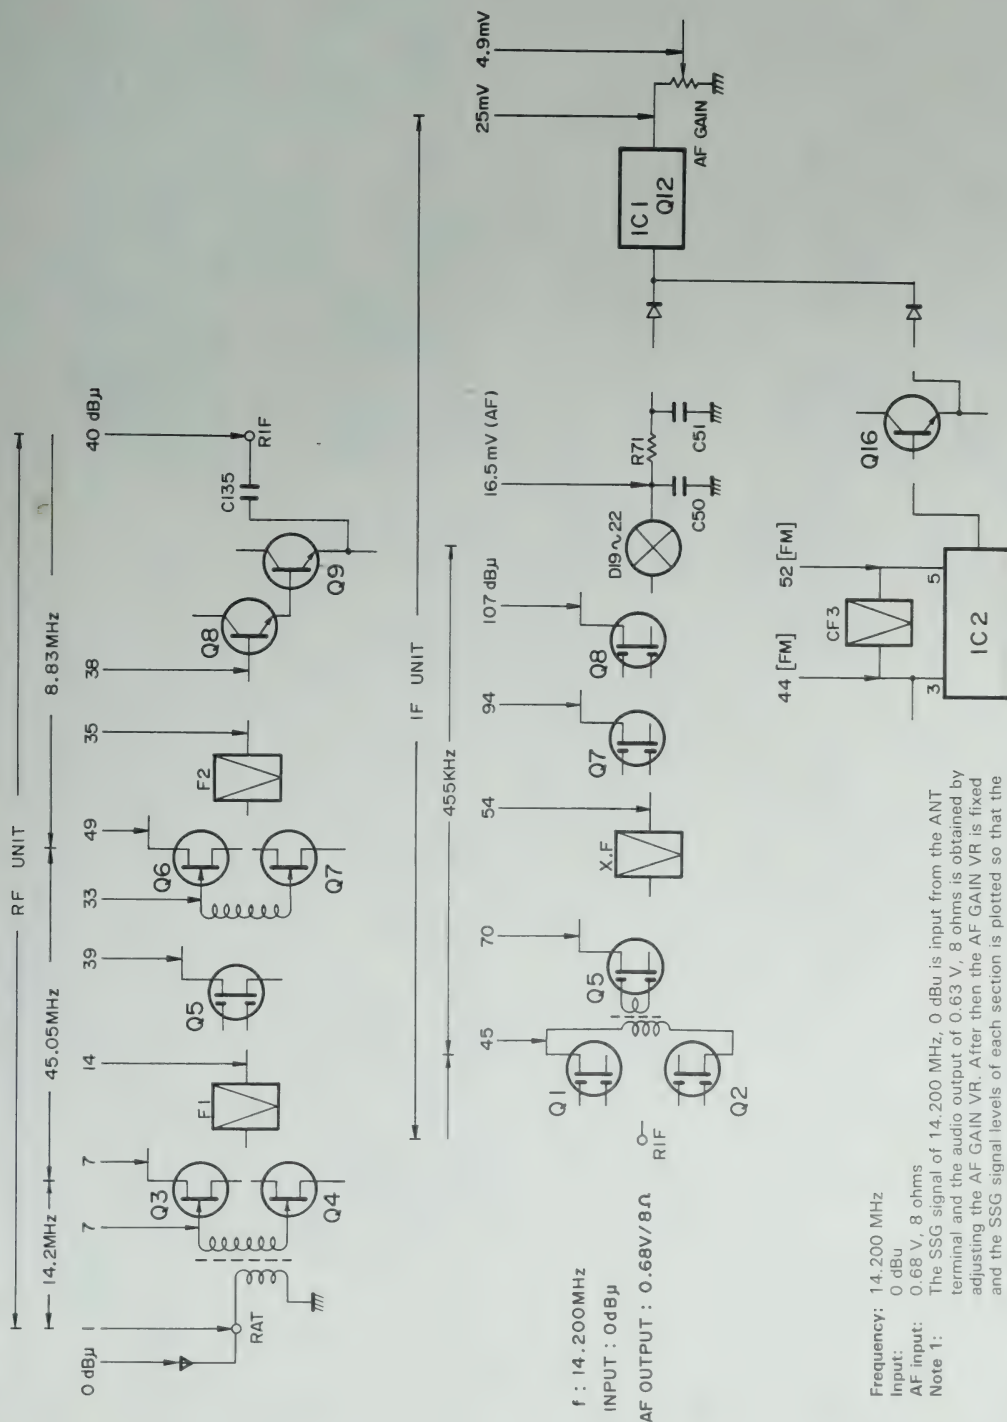 RF UNIT
14.2MHz
45.05MHz
8.83MHz
0 dBμ
1
7
7
14
39
33
49
35
38
40 dBμ
RAT
Q3
Q4
F1
Q5
Q6
Q7
F2
Q8
Q9
C135
RIF
IF UNIT
455KHz
45
70
54
94
107 dBμ
16.5mV (AF)
25mV
4.9mV
RIF
Q1
Q2
Q5
X.F
Q7
Q8
D19~22
R71
C50
C51
IC1
Q12
AF GAIN
f : 14.200MHz
INPUT : 0dBμ
AF OUTPUT : 0.68V/8Ω
44 [FM]
52 [FM]
CF3
3
5
IC2
Q16
Frequency: 14.200 MHz
Input: 0 dBu
AF input: 0.68 V, 8 ohms
Note 1: The SSG signal of 14.200 MHz, 0 dBu is input from the ANT
terminal and the audio output of 0.63 V, 8 ohms is obtained by
adjusting the AF GAIN VR. After then the AF GAIN VR is fixed
and the SSG signal levels of each section is plotted so that the